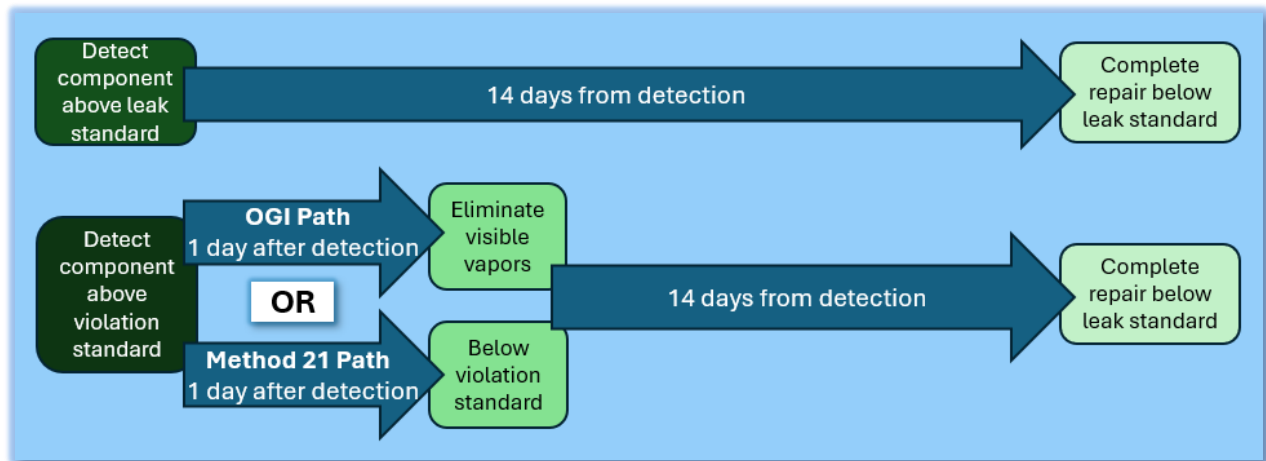 Detect
component
above leak
standard
14 days from detection
Complete
repair below
leak standard
Detect
component
above
violation
standard
OGI Path
1 day after detection
OR
Method 21 Path
1 day after detection
Eliminate
visible
vapors
Below
violation
standard
14 days from detection
Complete
repair below
leak standard